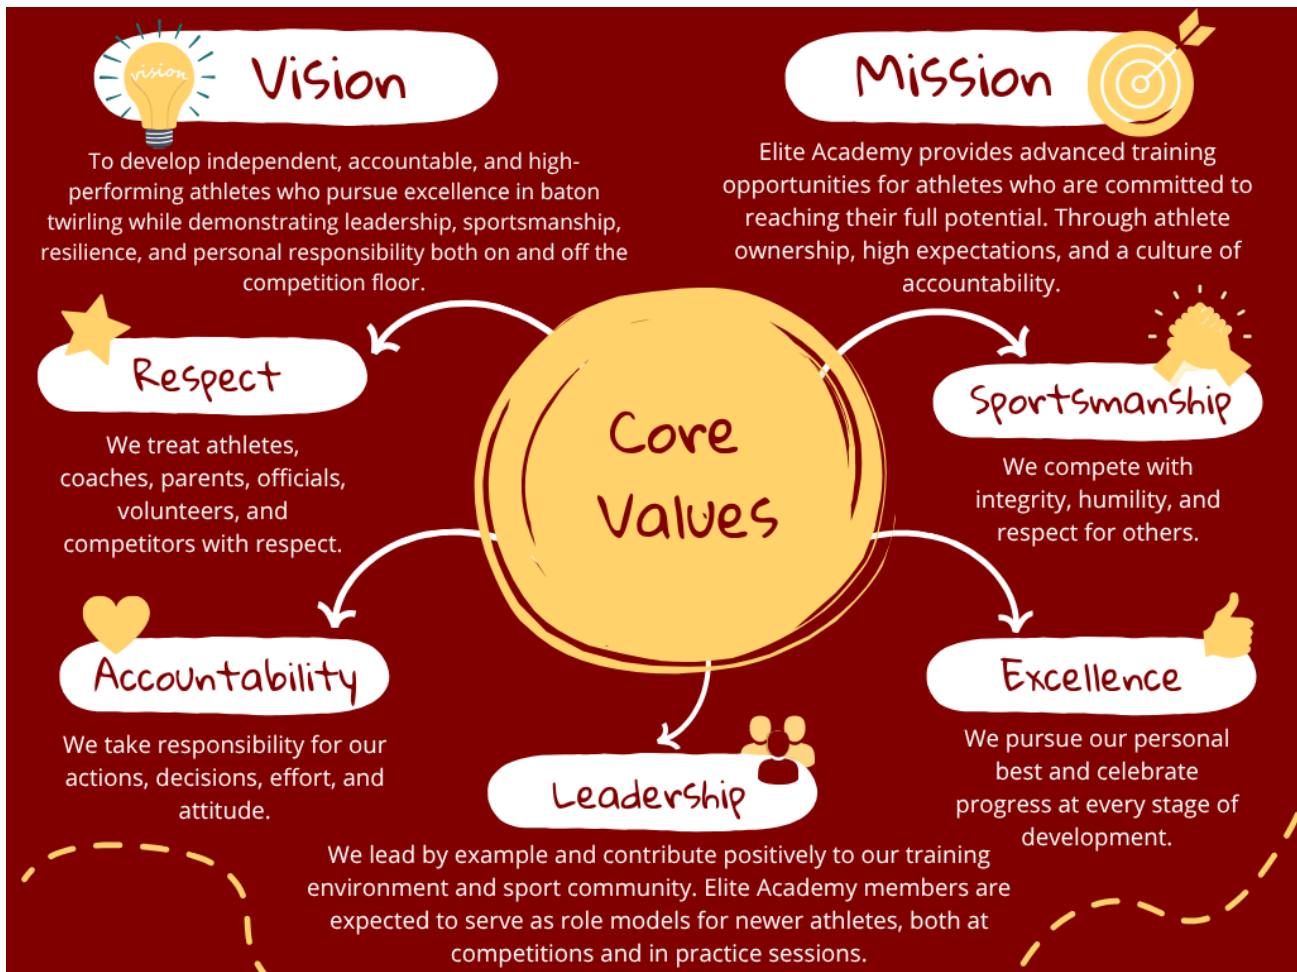 vision
Vision
To develop independent, accountable, and high-
performing athletes who pursue excellence in baton
twirling while demonstrating leadership, sportsmanship,
resilience, and personal responsibility both on and off the
competition floor.
Mission
Elite Academy provides advanced training
opportunities for athletes who are committed to
reaching their full potential. Through athlete
ownership, high expectations, and a culture of
accountability.
Core
Values
Respect
We treat athletes,
coaches, parents, officials,
volunteers, and
competitors with respect.
Sportsmanship
We compete with
integrity, humility, and
respect for others.
Accountability
We take responsibility for our
actions, decisions, effort, and
attitude.
Excellence
We pursue our personal
best and celebrate
progress at every stage of
development.
Leadership
We lead by example and contribute positively to our training
environment and sport community. Elite Academy members are
expected to serve as role models for newer athletes, both at
competitions and in practice sessions.